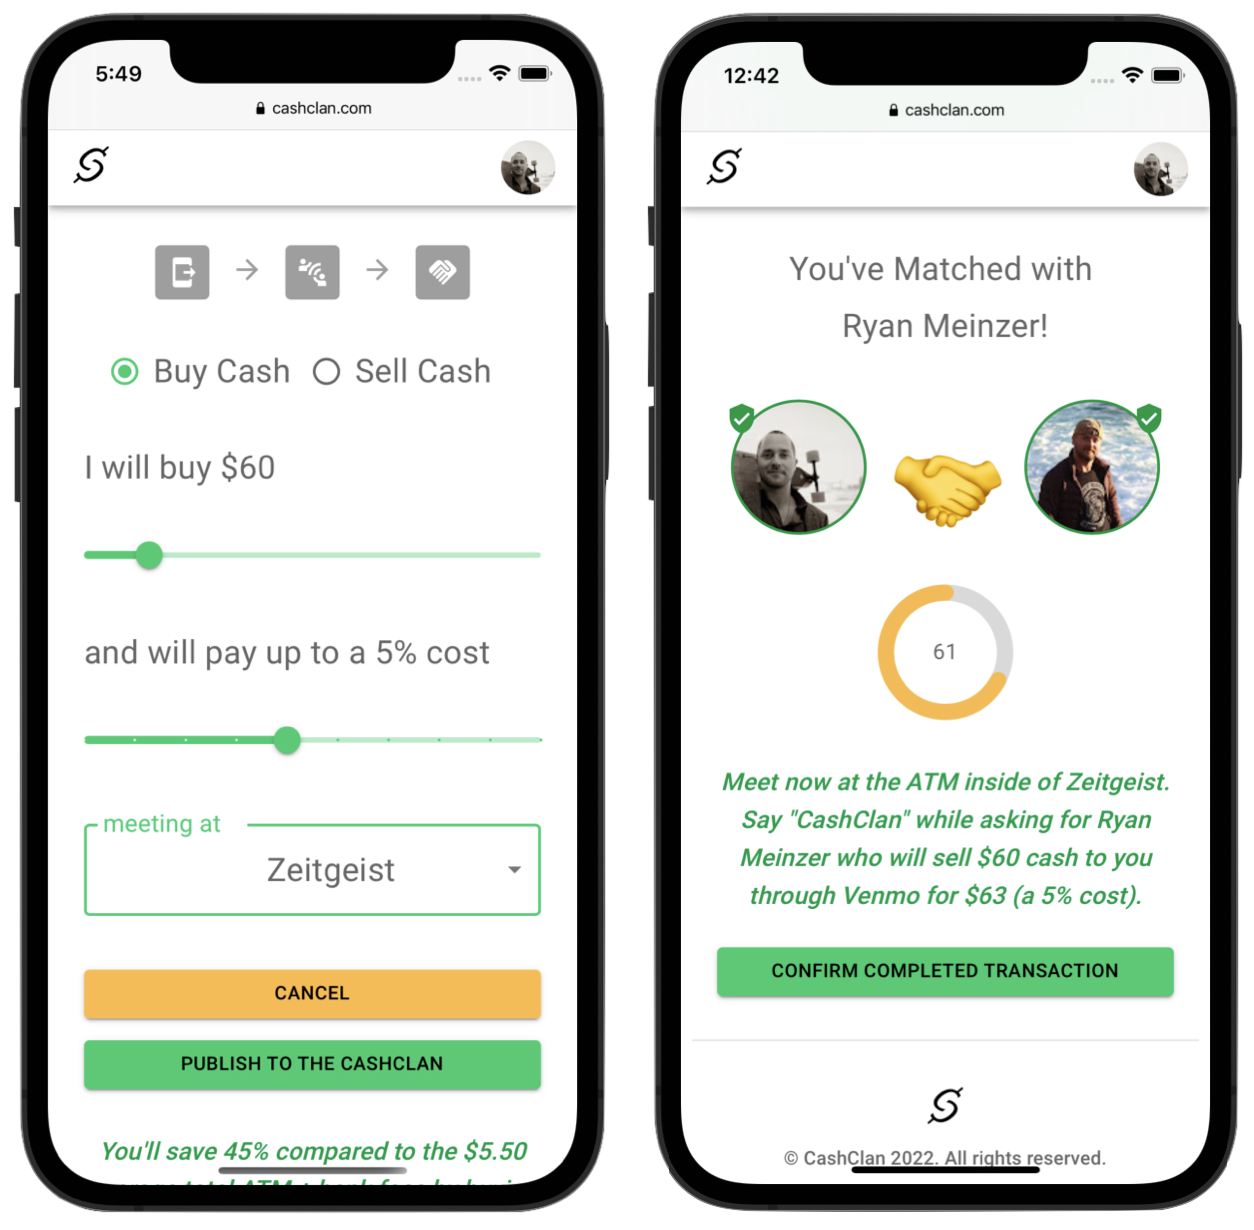 5:49
cashclan.com
Buy Cash
Sell Cash
I will buy $60
and will pay up to a 5% cost
meeting at
Zeitgeist
CANCEL
PUBLISH TO THE CASHCLAN
You'll save 45% compared to the $5.50
12:42
cashclan.com
You've Matched with
Ryan Meinzer!
61
Meet now at the ATM inside of Zeitgeist.
Say "CashClan" while asking for Ryan
Meinzer who will sell $60 cash to you
through Venmo for $63 (a 5% cost).
CONFIRM COMPLETED TRANSACTION
© CashClan 2022. All rights reserved.